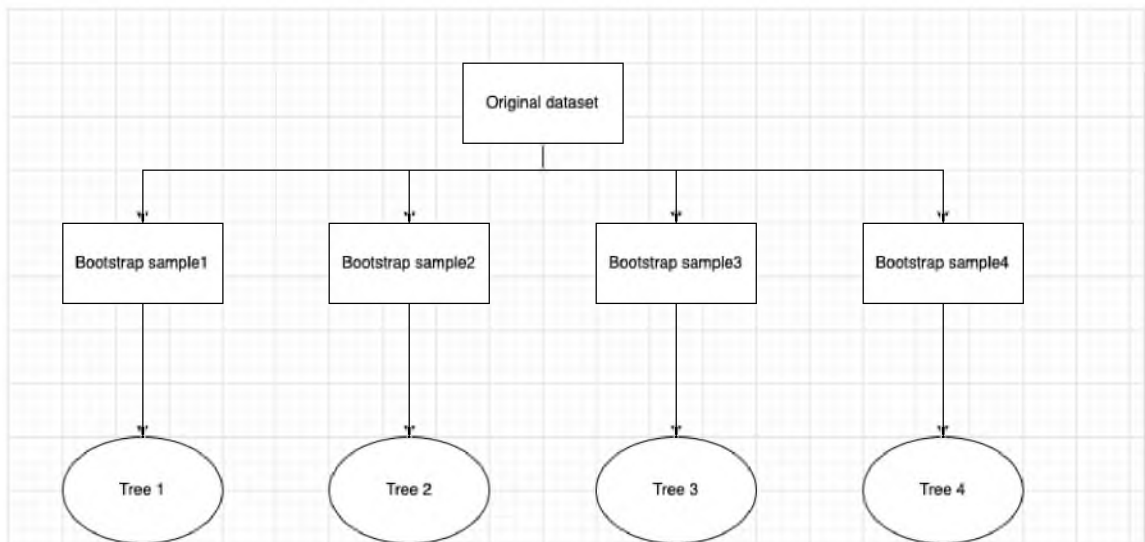 Original dataset
Bootstrap sample1
Bootstrap sample2
Bootstrap sample3
Bootstrap sample4
Tree 1
Tree 2
Tree 3
Tree 4